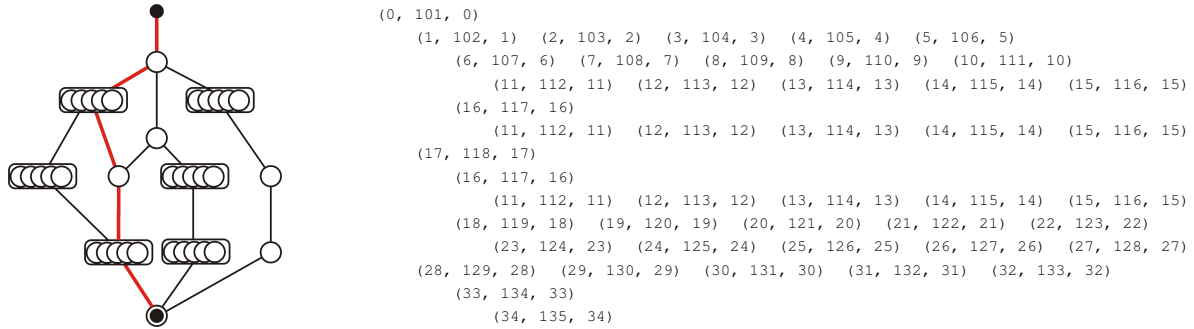 (0, 101, 0)
(1, 102, 1) (2, 103, 2) (3, 104, 3) (4, 105, 4) (5, 106, 5)
(6, 107, 6) (7, 108, 7) (8, 109, 8) (9, 110, 9) (10, 111, 10)
(11, 112, 11) (12, 113, 12) (13, 114, 13) (14, 115, 14) (15, 116, 15)
(16, 117, 16)
(11, 112, 11) (12, 113, 12) (13, 114, 13) (14, 115, 14) (15, 116, 15)
(17, 118, 17)
(16, 117, 16)
(11, 112, 11) (12, 113, 12) (13, 114, 13) (14, 115, 14) (15, 116, 15)
(18, 119, 18) (19, 120, 19) (20, 121, 20) (21, 122, 21) (22, 123, 22)
(23, 124, 23) (24, 125, 24) (25, 126, 25) (26, 127, 26) (27, 128, 27)
(28, 129, 28) (29, 130, 29) (30, 131, 30) (31, 132, 31) (32, 133, 32)
(33, 134, 33)
(34, 135, 34)